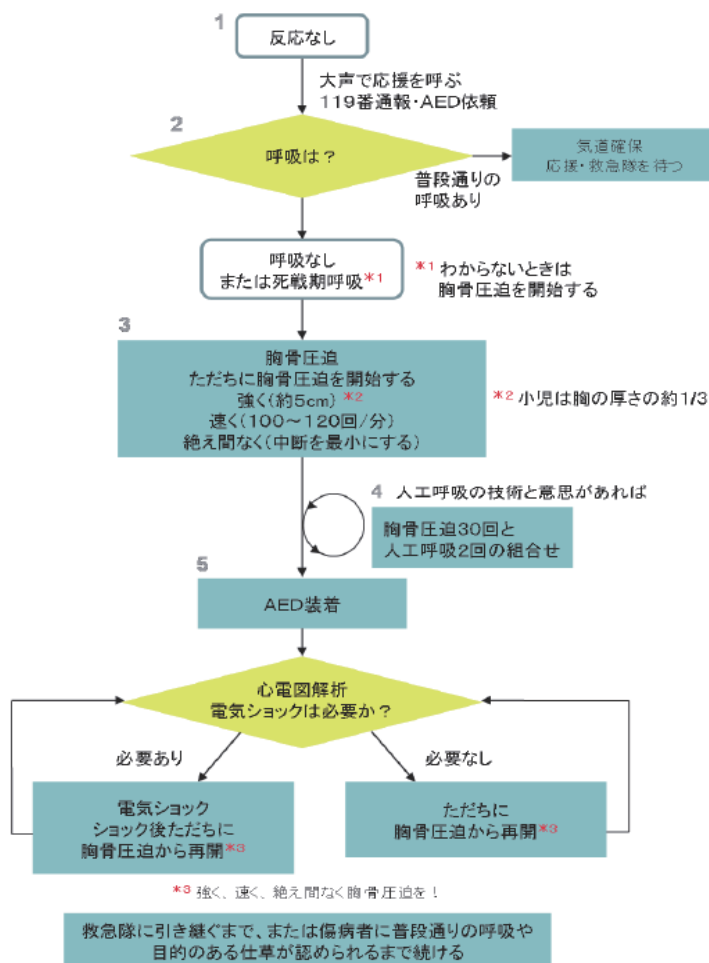 1
反応なし
大声で応援を呼ぶ
119番通報・AED依頼
2
呼吸は？
普段通りの
呼吸あり
気道確保
応援・救急隊を待つ
呼吸なし
または死戦期呼吸*1
*1 わからないときは
胸骨圧迫を開始する
3
胸骨圧迫
ただちに胸骨圧迫を開始する
強く（約5cm）*2
速く（100～120回/分）
絶え間なく（中断を最小にする）
*2 小児は胸の厚さの約1/3
4 人工呼吸の技術と意思があれば
胸骨圧迫30回と
人工呼吸2回の組合せ
5
AED装着
心電図解析
電気ショックは必要か？
必要あり
必要なし
電気ショック
ショック後ただちに
胸骨圧迫から再開*3
ただちに
胸骨圧迫から再開*3
*3 強く、速く、絶え間なく胸骨圧迫を！
救急隊に引き継ぐまで、または傷病者に普段通りの呼吸や
目的のある仕草が認められるまで続ける